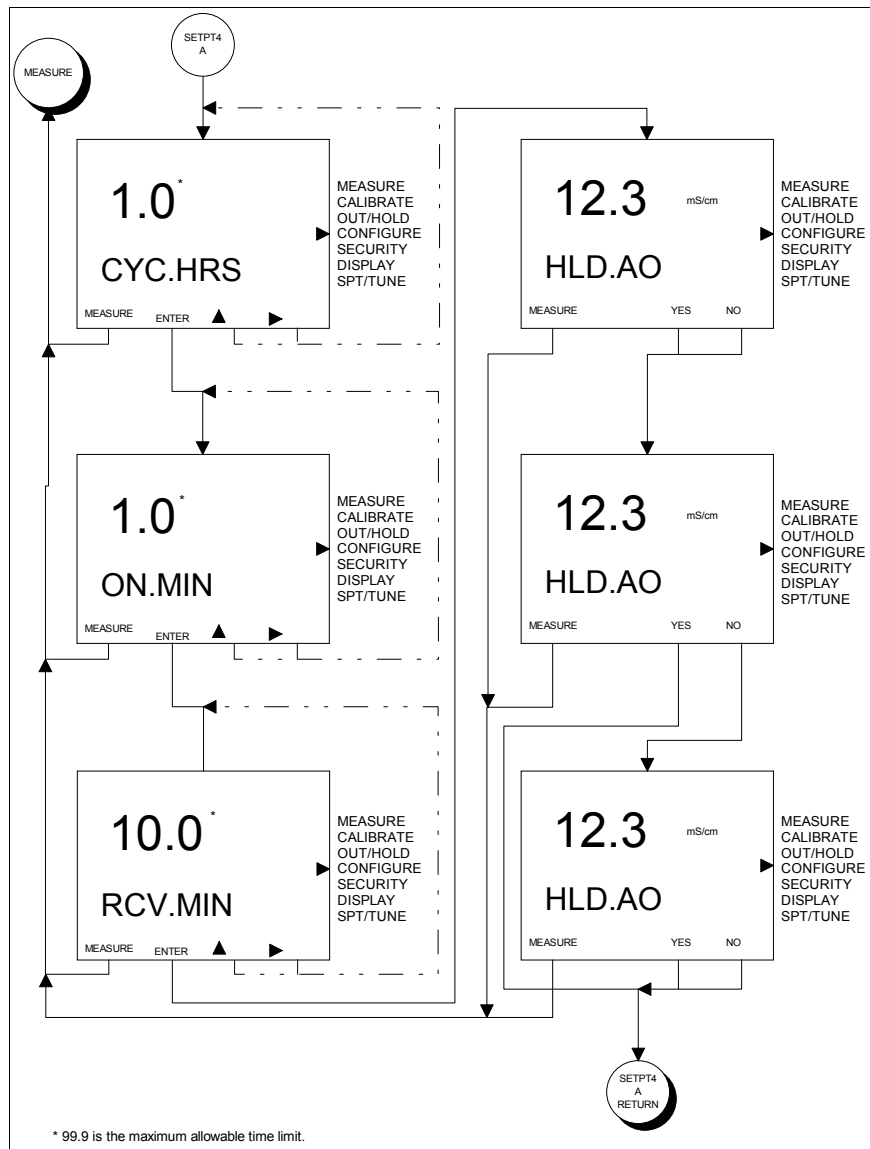 MEASURE
SETPT4
A
1.0*
CYC.HRS
MEASURE ENTER ▲ ►
MEASURE
CALIBRATE
OUT/HOLD
► CONFIGURE
SECURITY
DISPLAY
SPT/TUNE
1.0*
ON.MIN
MEASURE ENTER ▲ ►
MEASURE
CALIBRATE
OUT/HOLD
► CONFIGURE
SECURITY
DISPLAY
SPT/TUNE
10.0*
RCV.MIN
MEASURE ENTER ▲ ►
MEASURE
CALIBRATE
OUT/HOLD
► CONFIGURE
SECURITY
DISPLAY
SPT/TUNE
12.3 mS/cm
HLD.AO
MEASURE YES NO
MEASURE
CALIBRATE
OUT/HOLD
► CONFIGURE
SECURITY
DISPLAY
SPT/TUNE
12.3 mS/cm
HLD.AO
MEASURE YES NO
MEASURE
CALIBRATE
OUT/HOLD
► CONFIGURE
SECURITY
DISPLAY
SPT/TUNE
12.3 mS/cm
HLD.AO
MEASURE YES NO
MEASURE
CALIBRATE
OUT/HOLD
► CONFIGURE
SECURITY
DISPLAY
SPT/TUNE
SETPT4
A
RETURN
* 99.9 is the maximum allowable time limit.